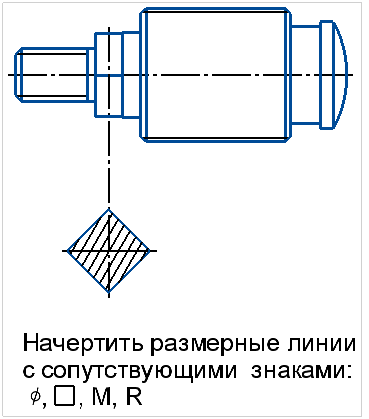 Начертить размерные линии
с сопутствующими знаками:
⌀, □, М, R